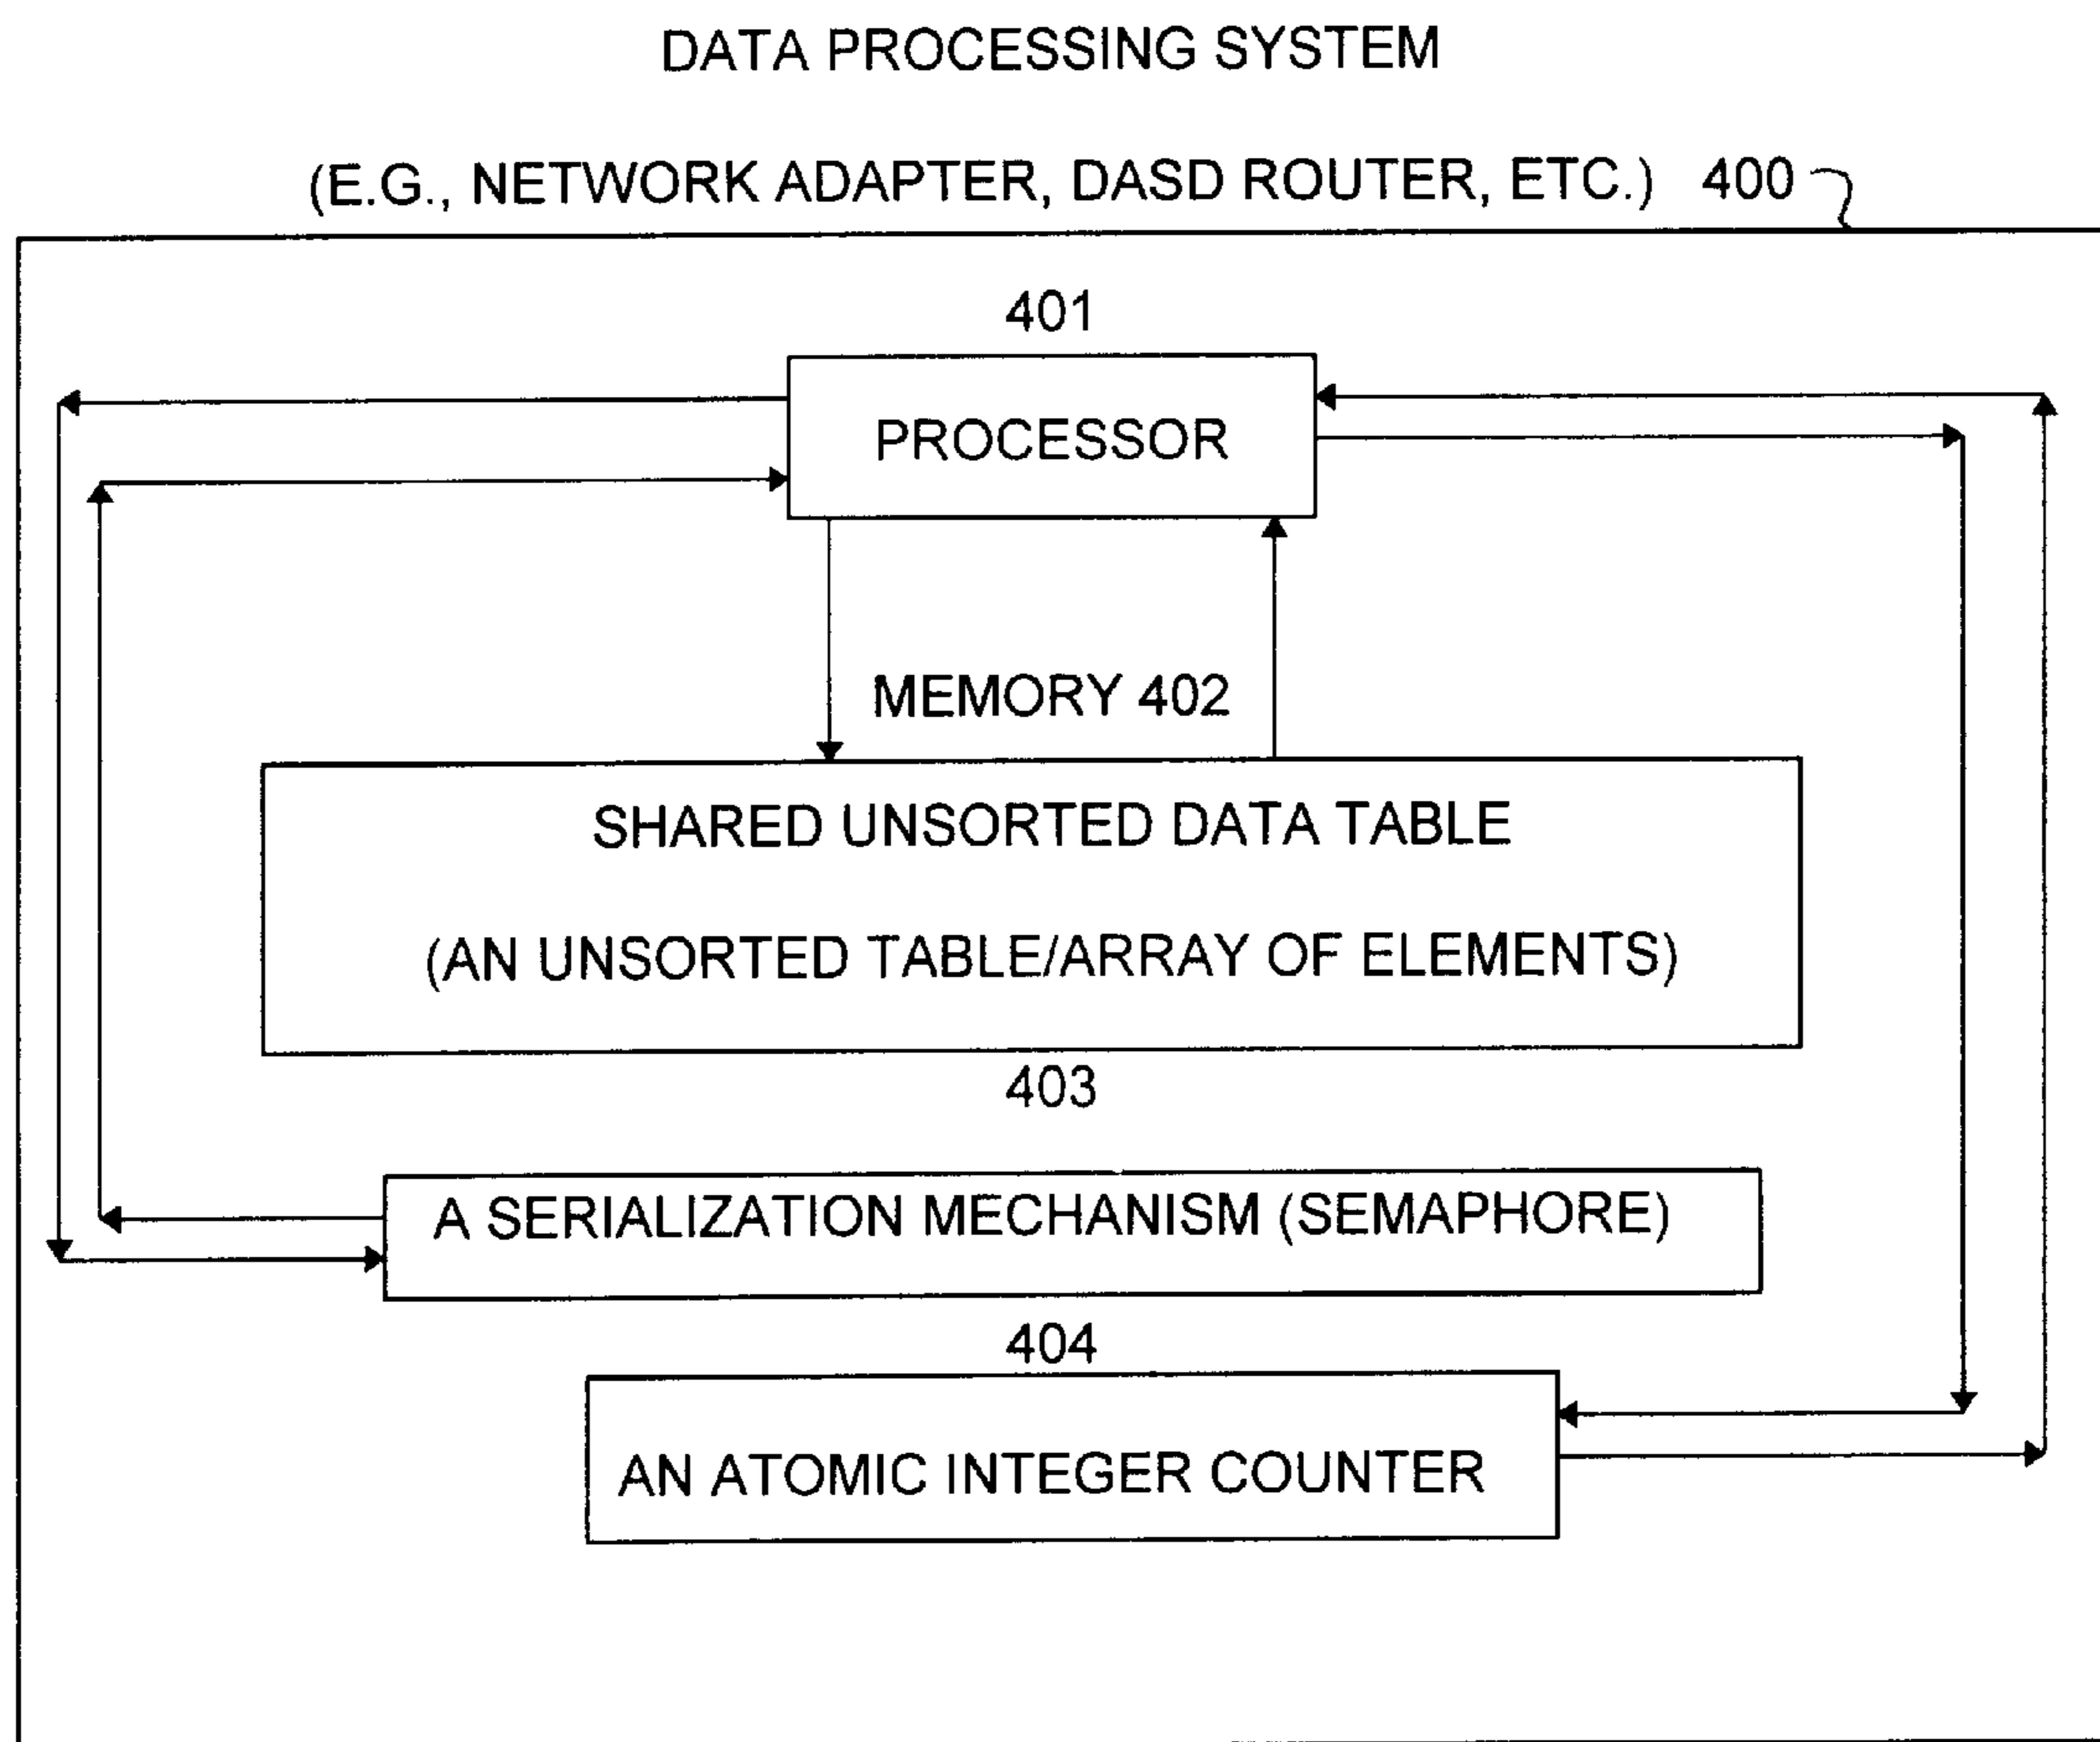 DATA PROCESSING SYSTEM
(E.G., NETWORK ADAPTER, DASD ROUTER, ETC.) 400
401
PROCESSOR
MEMORY 402
SHARED UNSORTED DATA TABLE
(AN UNSORTED TABLE/ARRAY OF ELEMENTS)
403
A SERIALIZATION MECHANISM (SEMAPHORE)
404
AN ATOMIC INTEGER COUNTER